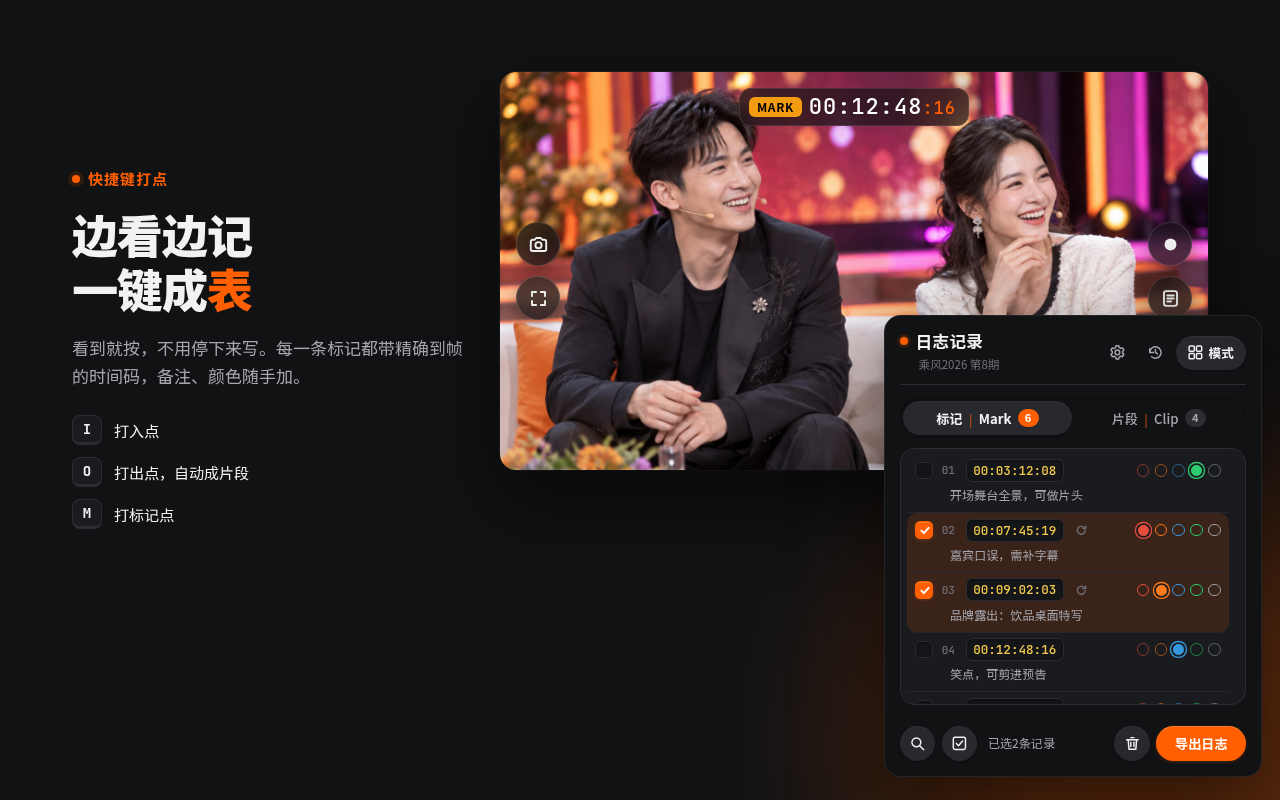 快捷键打点
边看边记
一键成表
看到就按，不用停下来写。每一条标记都带精确到帧
的时间码，备注、颜色随手加。
I 打入点
O 打出点，自动成片段
M 打标记点
MARK 00:12:48:16
日志记录
乘风2026 第8期
模式
标记 | Mark 6
片段 | Clip 4
01 00:03:12:08
开场舞台全景，可做片头
02 00:07:45:19
嘉宾口误，需补字幕
03 00:09:02:03
品牌露出：饮品桌面特写
04 00:12:48:16
笑点，可剪进预告
已选2条记录
导出日志